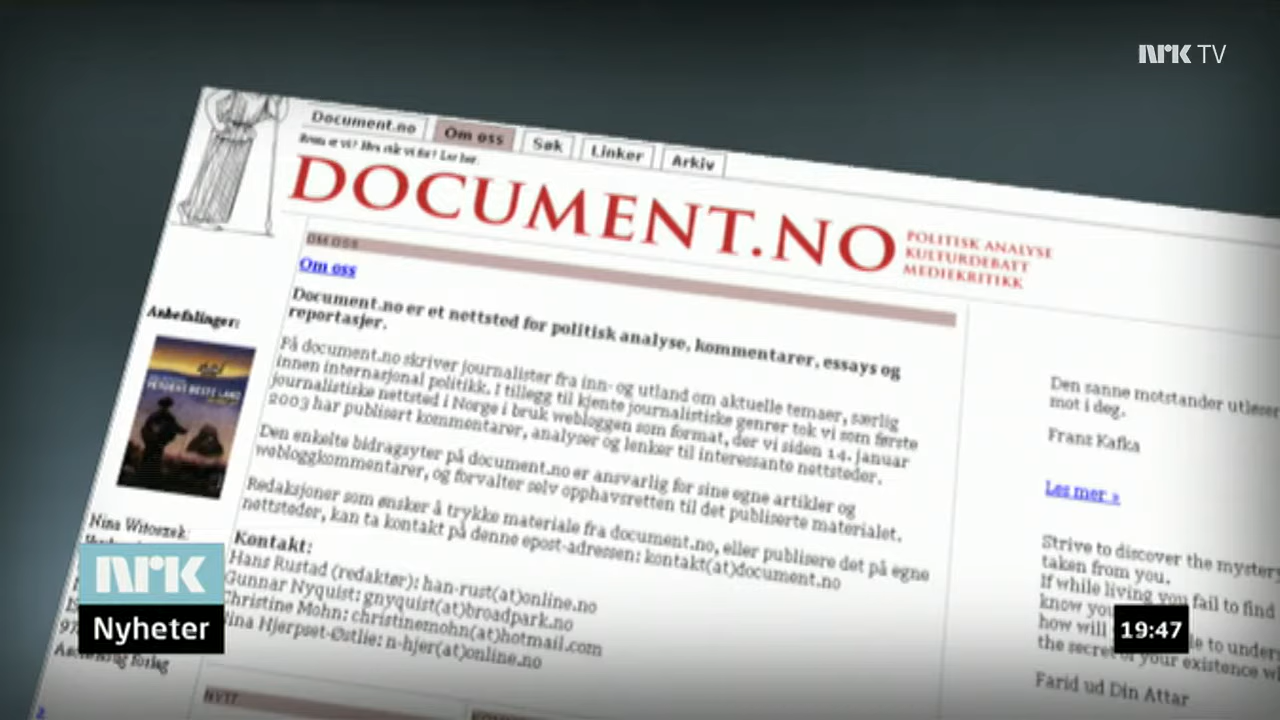 nrk TV
Document.no
Om oss
Søk
Linker
Arkiv
DOCUMENT.NO
POLITISK ANALYSE
KULTURDEBATT
MEDIEKRITIKK
OM OSS
Om oss
Document.no er et nettsted for politisk analyse, kommentarer, essays og
reportasjer.
På document.no skriver journalister fra inn- og utland om aktuelle temaer, særlig
innen internasjonal politikk. I tillegg til kjente journalistiske genrer tok vi som første
journalistiske nettsted i Norge i bruk webloggen som format, der vi siden 14. januar
2003 har publisert kommentarer, analyser og lenker til interessante nettsteder.
Den enkelte bidragsyter på document.no er ansvarlig for sine egne artikler og
webloggkommentarer, og forvalter selv opphavsretten til det publiserte materialet.
Redaksjoner som ønsker å trykke materiale fra document.no, eller publisere det på egne
nettsteder, kan ta kontakt på denne epost-adressen: kontakt(at)document.no
Kontakt:
Hans Rustad (redaktør): han-rust(at)online.no
Gunnar Nyquist: gnyquist(at)broadpark.no
Christine Mohn: christinemohn(at)hotmail.com
Nina Hjerpset-Østlie: n-hjer(at)online.no
NYTT
Anbefalinger:
VERDENS BESTE LAND
Nina Witoszek:
forlag
Den sanne motstander utløser
mot i deg.
Franz Kafka
Les mer »
Strive to discover the mystery
taken from you.
If while living you fail to find
know you
how will le to unders
the secret of your existence w
Farid ud Din Attar
nrk
Nyheter
19:47